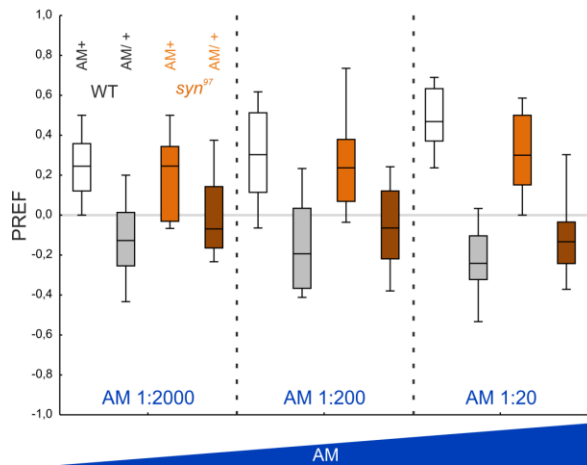 1,0
0,8
0,6
0,4
0,2
0,0
-0,2
-0,4
-0,6
-0,8
-1,0
PREF
AM+
AM/ +
AM+
AM/ +
WT
syn⁹⁷
AM 1:2000
AM 1:200
AM 1:20
AM